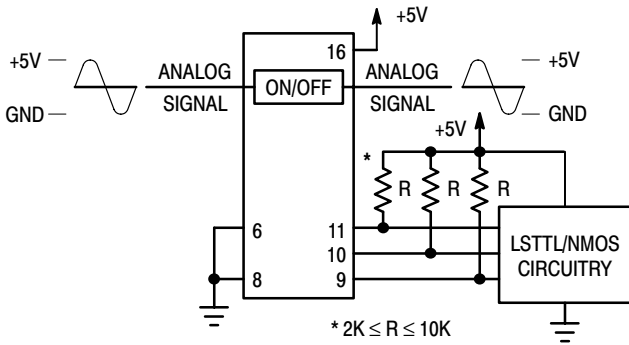 +5V
16
+5V
ANALOG
SIGNAL
ON/OFF
ANALOG
SIGNAL
+5V
GND
GND
+5V
*
R
R
R
6
11
LSTTL/NMOS
CIRCUITRY
10
8
9
* 2K ≤ R ≤ 10K